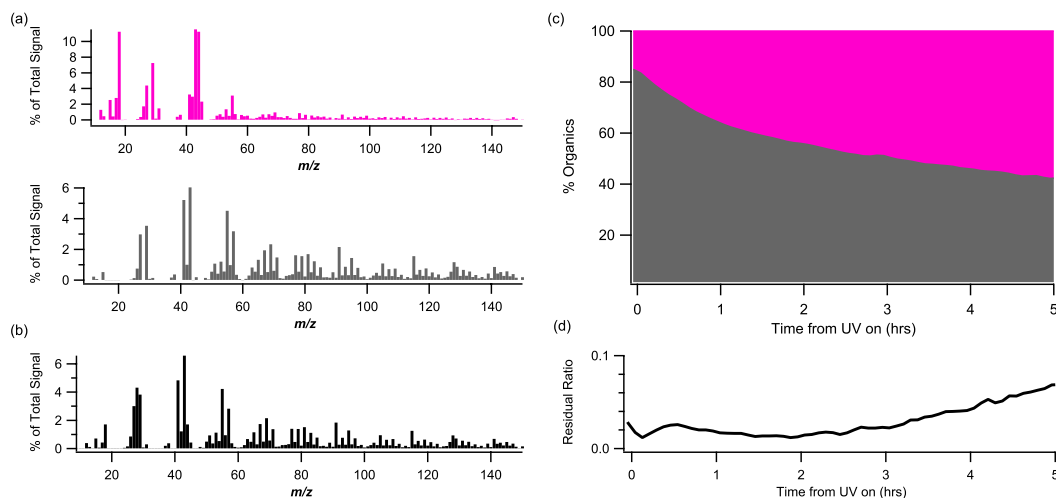 (a)
% of Total Signal
10
8
6
4
2
0
20 40 60 80 100 120 140
m/z
% of Total Signal
6
4
2
0
20 40 60 80 100 120 140
m/z
(b)
% of Total Signal
6
4
2
0
20 40 60 80 100 120 140
m/z
(c)
% Organics
100
80
60
40
20
0 1 2 3 4 5
Time from UV on (hrs)
(d)
Residual Ratio
0.1
0.0
0 1 2 3 4 5
Time from UV on (hrs)